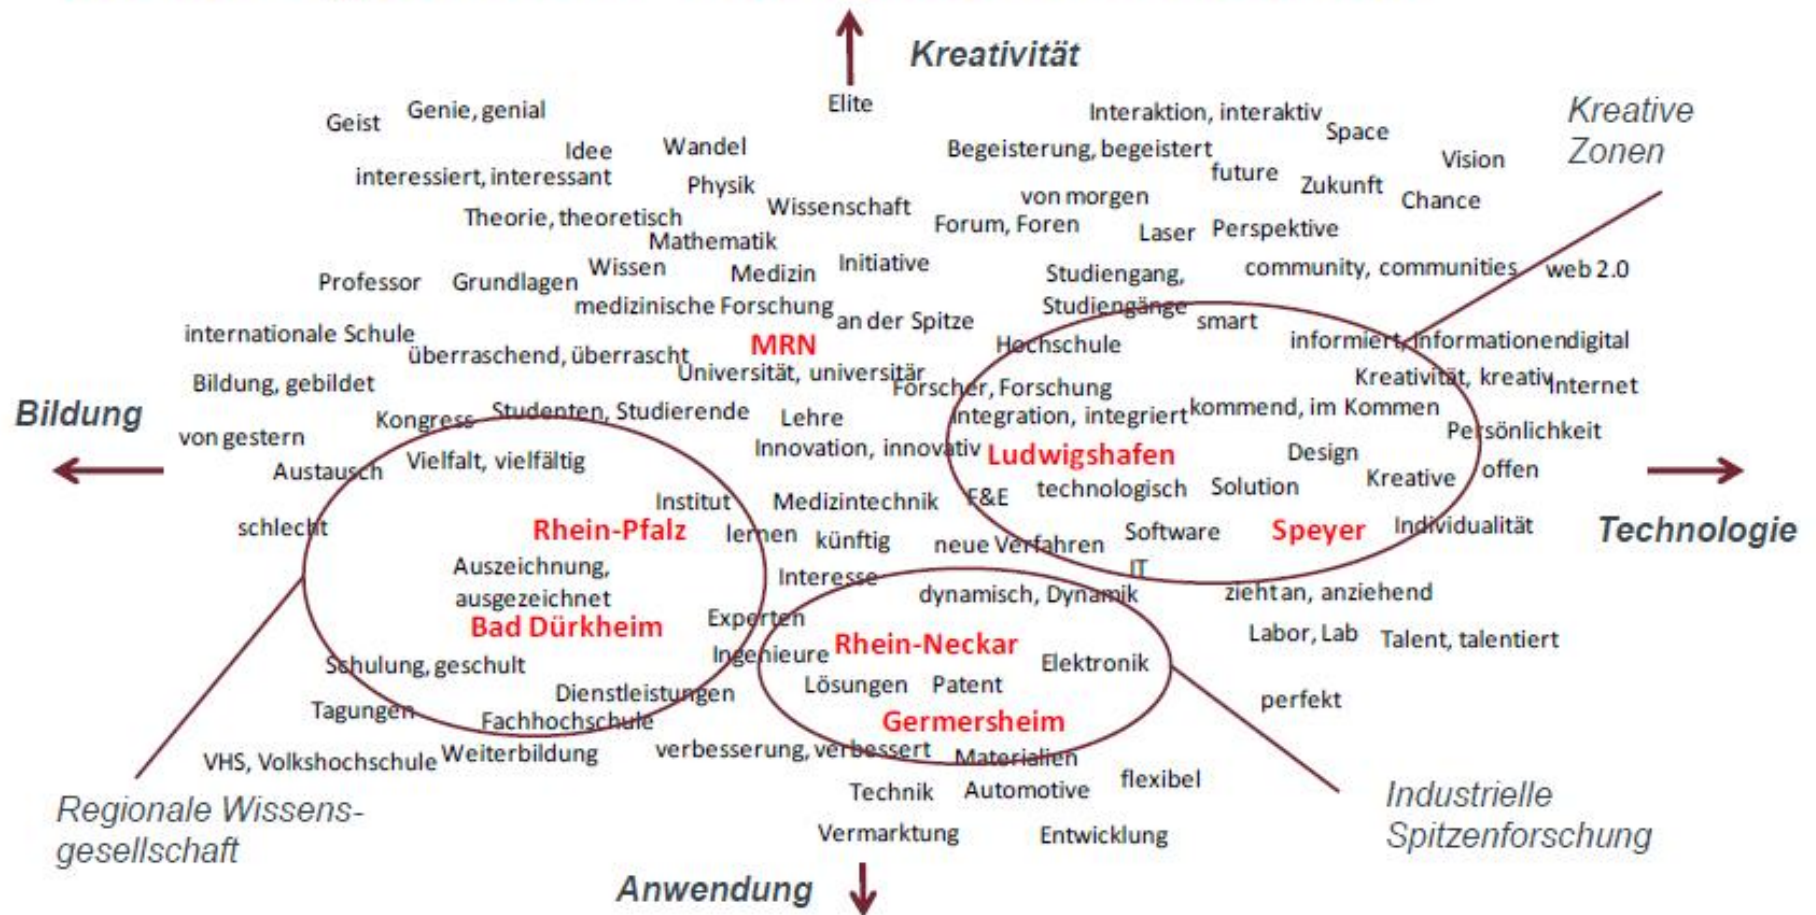 Kreativität
Elite
Kreative
Zonen
Geist
Genie, genial
Interaktion, interaktiv
Space
Idee
Wandel
Begeisterung, begeistert
Vision
interessiert, interessant
Physik
future
Zukunft
Chance
Theorie, theoretisch
Wissenschaft
von morgen
Forum, Foren
Laser
Perspektive
Mathematik
Professor
Grundlagen
Wissen
Medizin
Initiative
Studiengang,
Studiengänge
community, communities
web 2.0
medizinische Forschung
an der Spitze
smart
internationale Schule
überraschend, überrascht
MRN
Hochschule
informiert, Informationen
digital
Bildung, gebildet
Universität, universitär
Forscher, Forschung
Kreativität, kreativ
Internet
Bildung
Kongress
Studenten, Studierende
Lehre
Integration, integriert
kommend, im Kommen
von gestern
Innovation, innovativ
Ludwigshafen
Design
Persönlichkeit
Austausch
Vielfalt, vielfältig
Kreative
offen
Institut
Medizintechnik
F&E
technologisch
Solution
schlecht
Rhein-Pfalz
lernen
künftig
neue Verfahren
Software
Speyer
Individualität
Technologie
Auszeichnung,
ausgezeichnet
Interesse
IT
dynamisch, Dynamik
zieht an, anziehend
Bad Dürkheim
Experten
Rhein-Neckar
Labor, Lab
Talent, talentiert
Schulung, geschult
Ingenieure
Elektronik
Dienstleistungen
Lösungen
Patent
perfekt
Tagungen
Fachhochschule
Germersheim
VHS, Volkshochschule
Weiterbildung
verbesserung, verbessert
Materialien
Technik
Automotive
flexibel
Regionale Wissens-
gesellschaft
Vermarktung
Entwicklung
Industrielle
Spitzenforschung
Anwendung